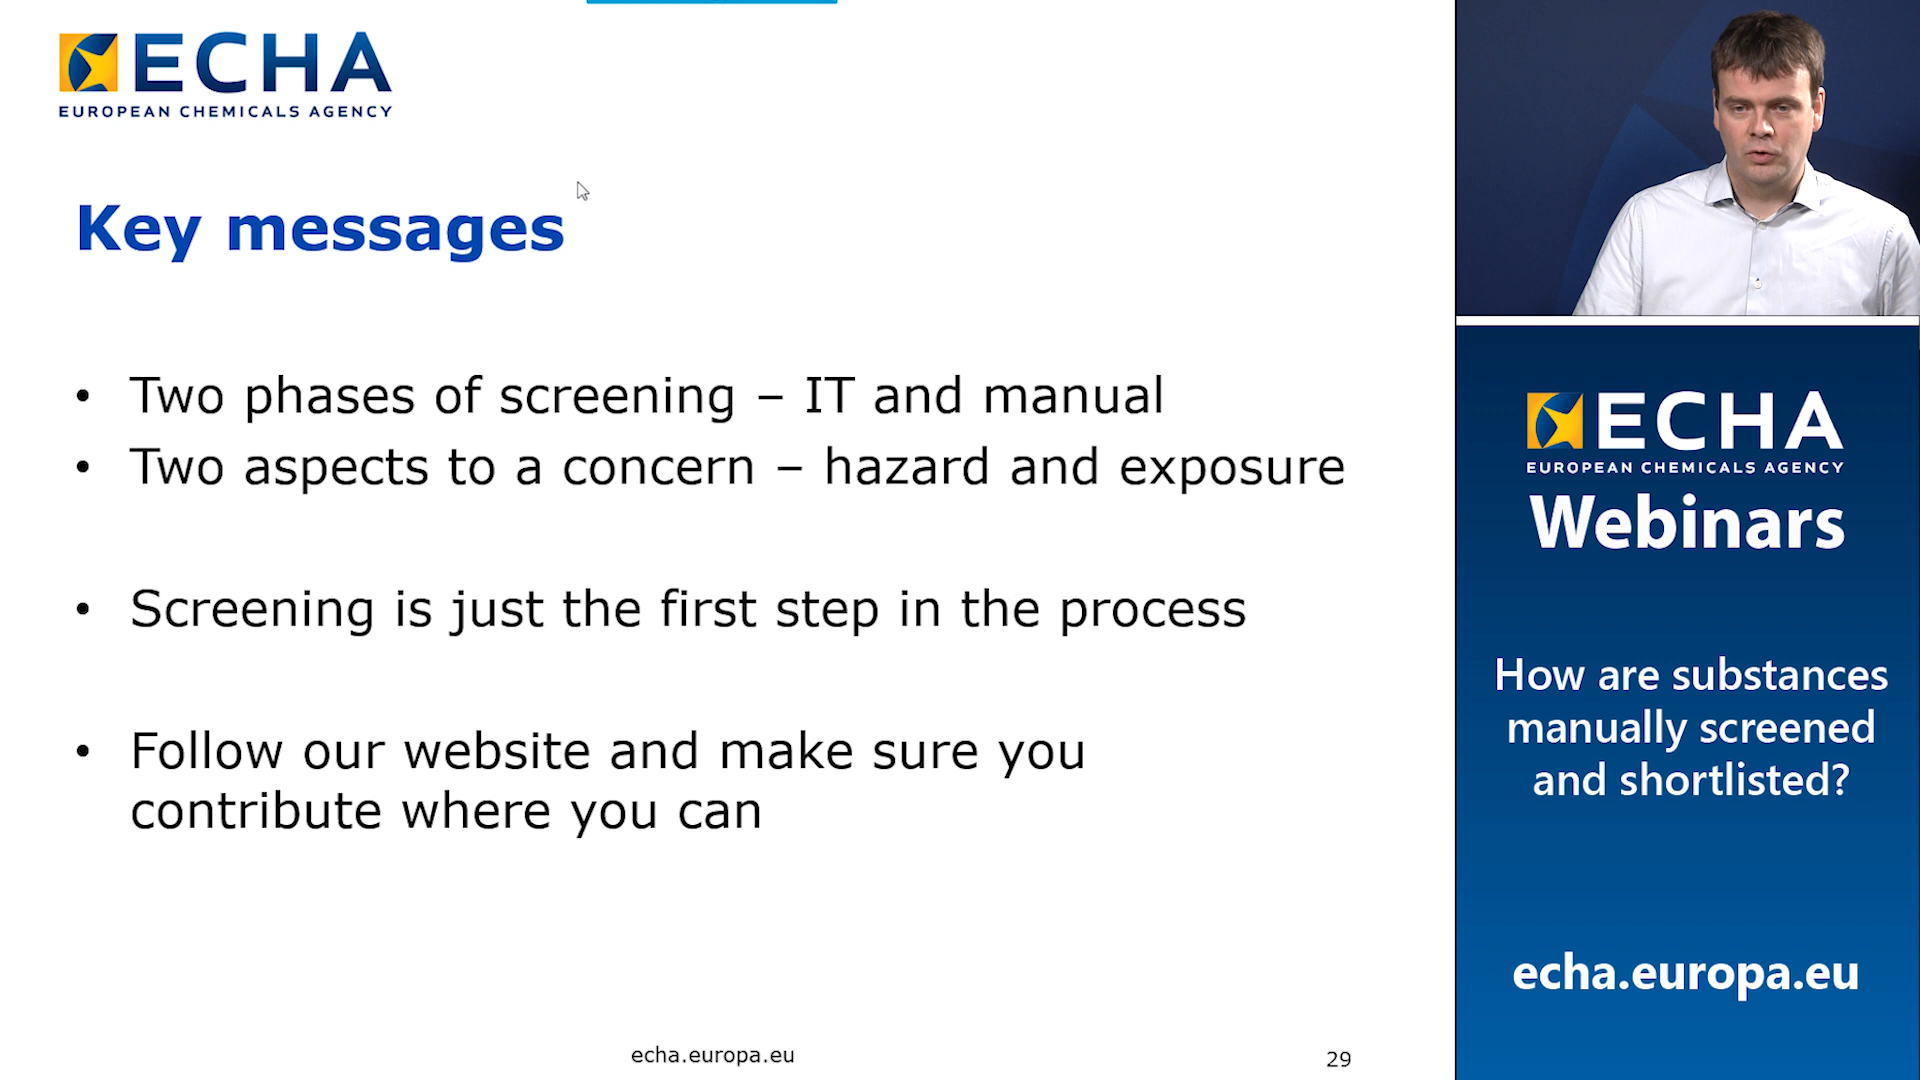 ECHA
EUROPEAN CHEMICALS AGENCY
Key messages
• Two phases of screening – IT and manual
• Two aspects to a concern – hazard and exposure
• Screening is just the first step in the process
• Follow our website and make sure you
contribute where you can
echa.europa.eu
29
ECHA
EUROPEAN CHEMICALS AGENCY
Webinars
How are substances
manually screened
and shortlisted?
echa.europa.eu